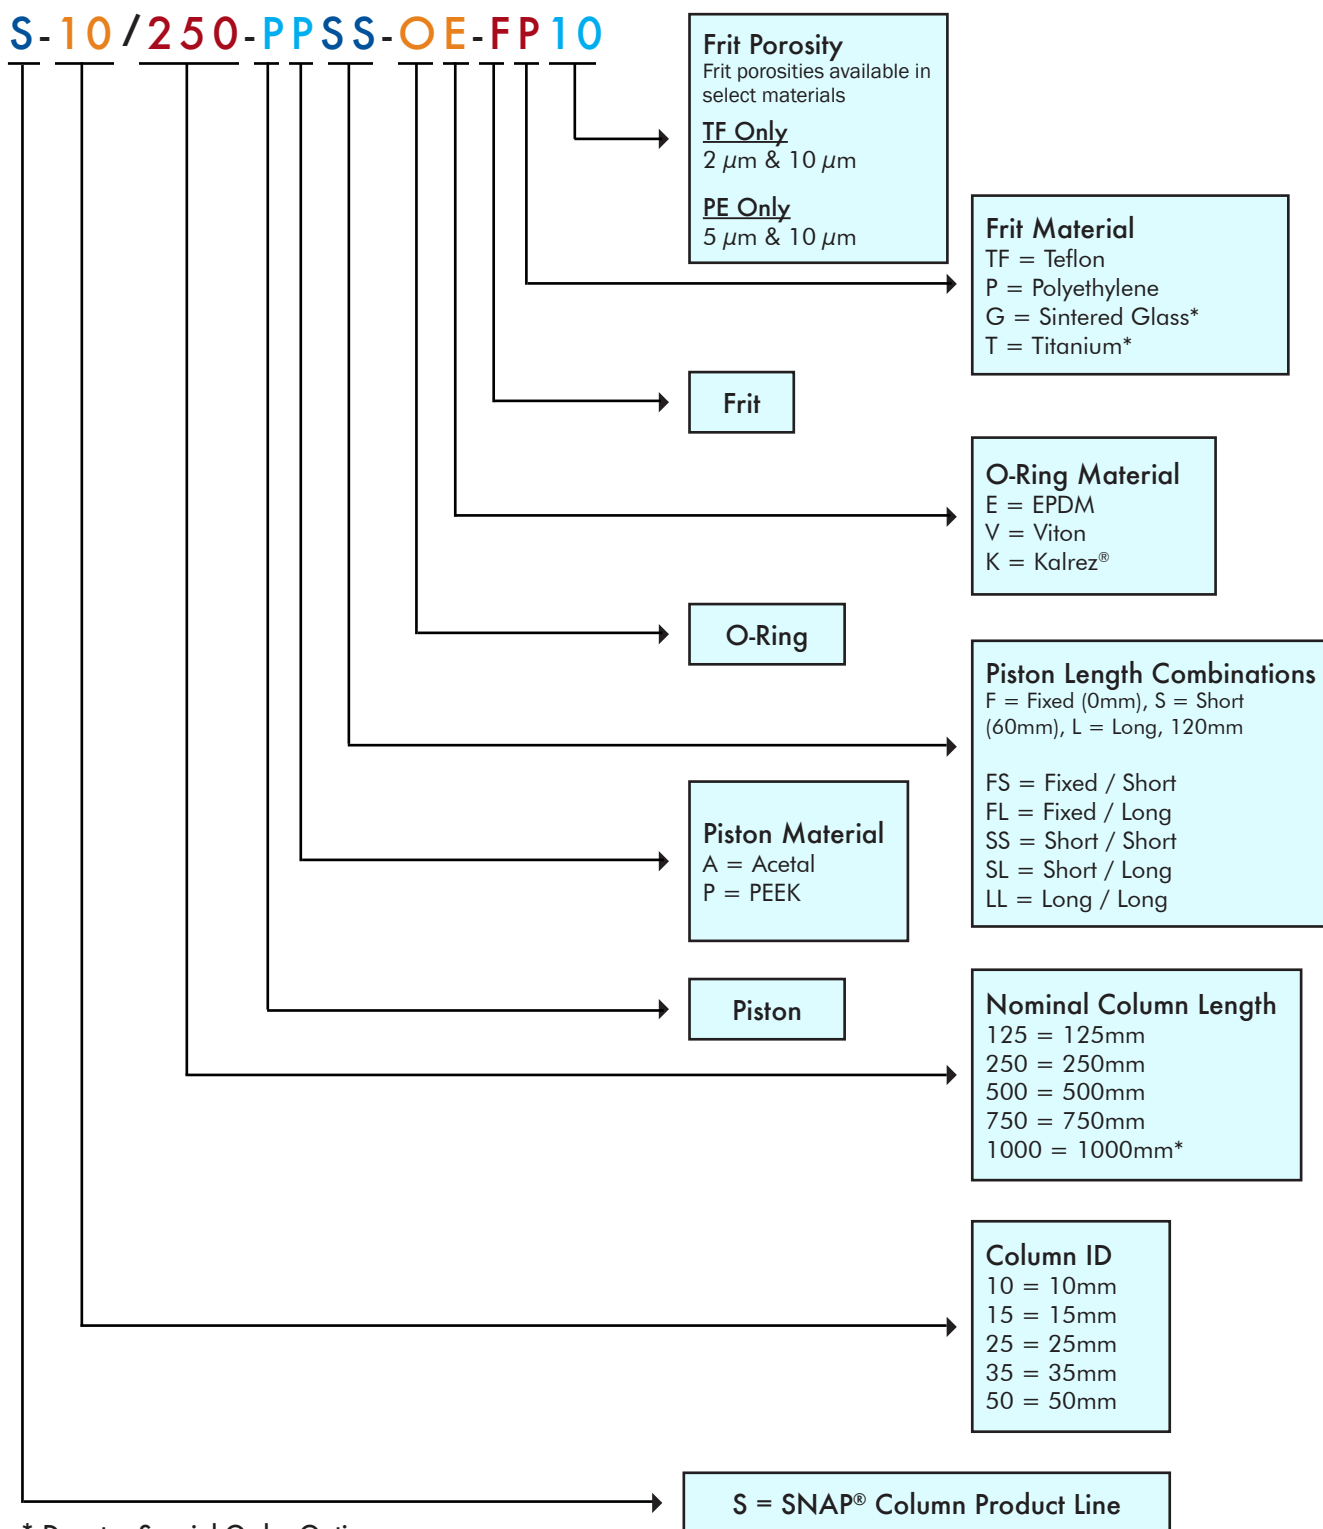 S-10/250-PPSS-OE-FP10
Frit Porosity
Frit porosities available in
select materials
TF Only
2 µm & 10 µm
PE Only
5 µm & 10 µm
Frit Material
TF = Teflon
P = Polyethylene
G = Sintered Glass*
T = Titanium*
Frit
O-Ring Material
E = EPDM
V = Viton
K = Kalrez®
O-Ring
Piston Length Combinations
F = Fixed (0mm), S = Short
(60mm), L = Long, 120mm
FS = Fixed / Short
FL = Fixed / Long
SS = Short / Short
SL = Short / Long
LL = Long / Long
Piston Material
A = Acetal
P = PEEK
Piston
Nominal Column Length
125 = 125mm
250 = 250mm
500 = 500mm
750 = 750mm
1000 = 1000mm*
Column ID
10 = 10mm
15 = 15mm
25 = 25mm
35 = 35mm
50 = 50mm
S = SNAP® Column Product Line
* Denotes Special Order Option